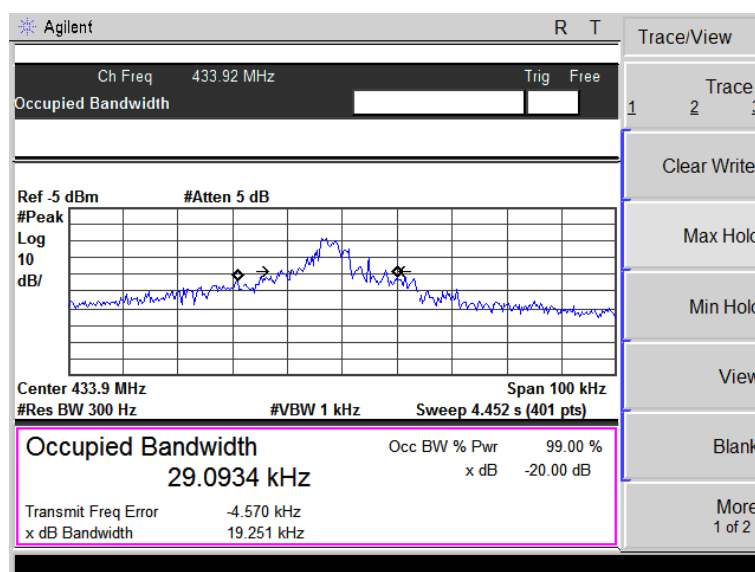 Agilent R T
Trace/View
Ch Freq 433.92 MHz Trig Free
Occupied Bandwidth
Trace
1 2
Clear Write
Ref -5 dBm #Atten 5 dB
#Peak
Log
10
dB/
Max Hold
Min Hold
View
Center 433.9 MHz Span 100 kHz
#Res BW 300 Hz #VBW 1 kHz Sweep 4.452 s (401 pts)
Occupied Bandwidth
29.0934 kHz
Occ BW % Pwr 99.00 %
x dB -20.00 dB
Transmit Freq Error -4.570 kHz
x dB Bandwidth 19.251 kHz
Blank
More
1 of 2